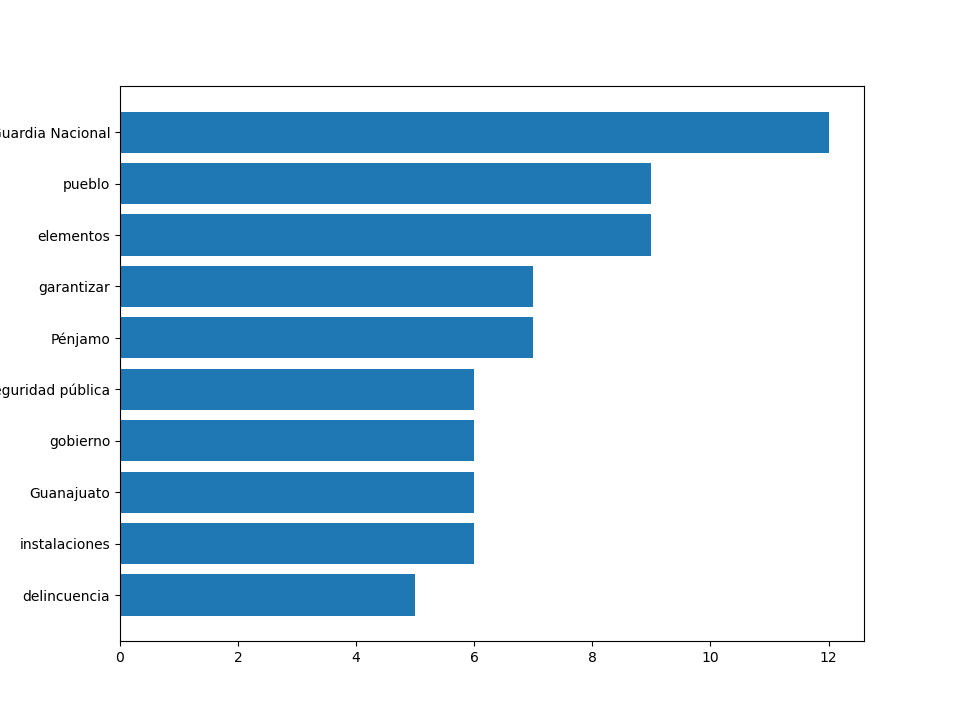 uardia Nacional
pueblo
elementos
garantizar
Pénjamo
eguridad pública
gobierno
Guanajuato
instalaciones
delincuencia
0 2 4 6 8 10 12